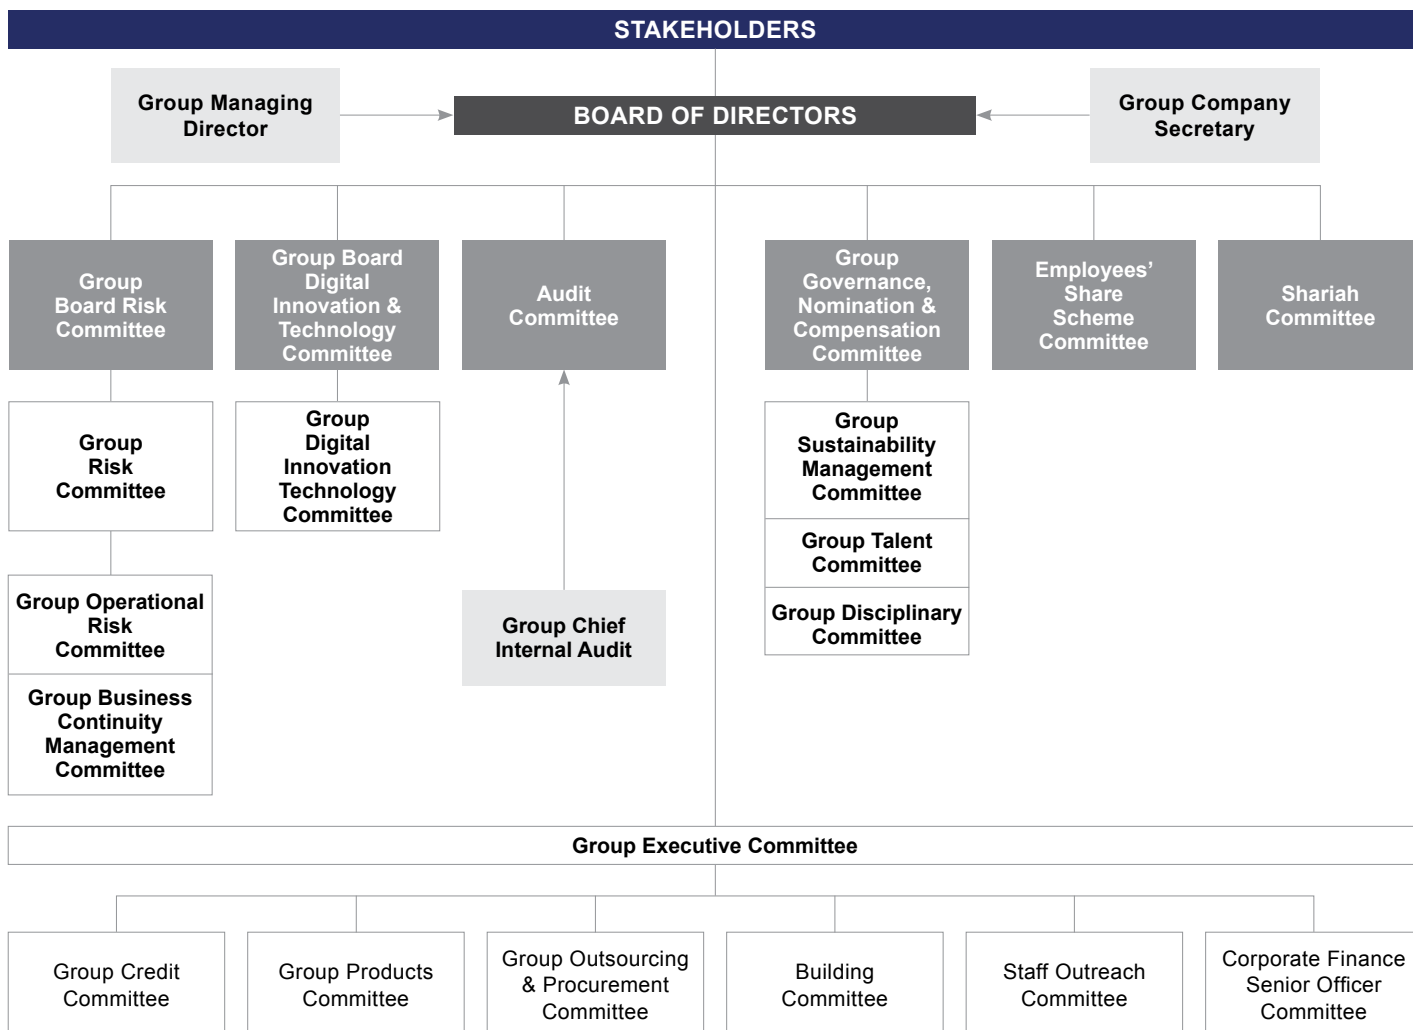 STAKEHOLDERS
Group Managing
Director
BOARD OF DIRECTORS
Group Company
Secretary
Group
Board Risk
Committee
Group Board
Digital
Innovation &
Technology
Committee
Audit
Committee
Group
Governance,
Nomination &
Compensation
Committee
Employees’
Share
Scheme
Committee
Shariah
Committee
Group
Risk
Committee
Group
Digital
Innovation
Technology
Committee
Group
Sustainability
Management
Committee
Group Talent
Committee
Group Disciplinary
Committee
Group Operational
Risk
Committee
Group Business
Continuity
Management
Committee
Group Chief
Internal Audit
Group Executive Committee
Group Credit
Committee
Group Products
Committee
Group Outsourcing
& Procurement
Committee
Building
Committee
Staff Outreach
Committee
Corporate Finance
Senior Officer
Committee